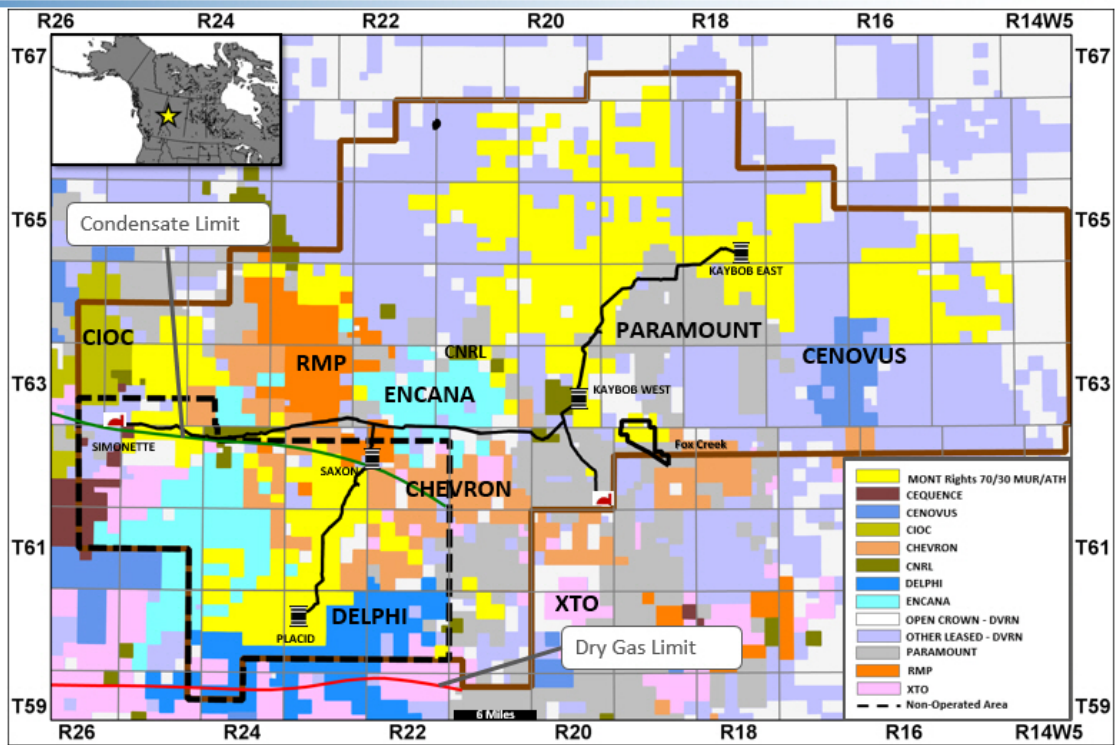 R26 R24 R22 R20 R18 R16 R14W5
T67 T67
T65 T65
Condensate Limit
KAYBOB EAST
CIOC
PARAMOUNT
RMP
CNRL
CENOVUS
T63 T63
ENCANA
KAYBOB WEST
SIMONETTE
Fox Creek
SAXON
CHEVRON
MONT Rights 70/30 MUR/ATH
CEQUENCE
CENOVUS
CIOC
CHEVRON
CNRL
DELPHI
ENCANA
OPEN CROWN - DVRN
OTHER LEASED - DVRN
PARAMOUNT
RMP
XTO
Non-Operated Area
T61 T61
XTO
DELPHI
PLACID
Dry Gas Limit
T59 T59
6 Miles
R26 R24 R22 R20 R18 R16 R14W5